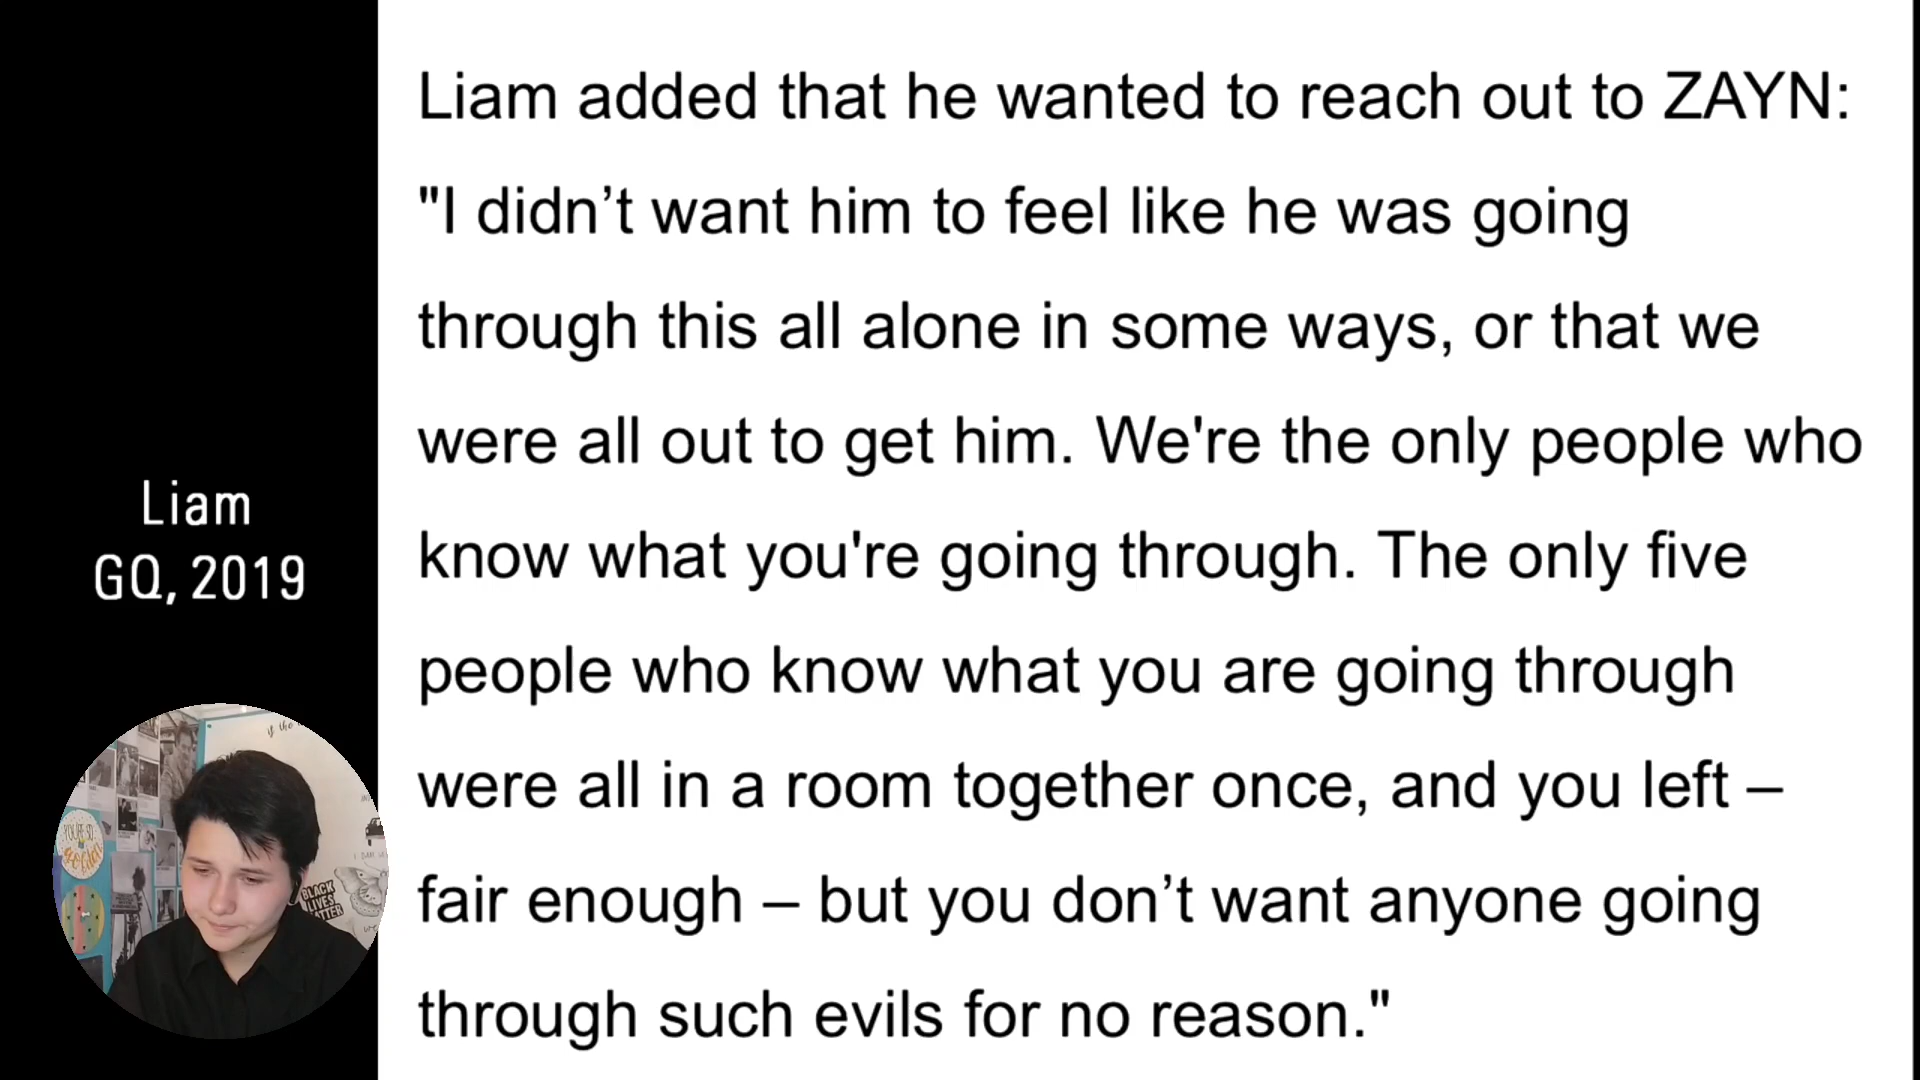 Liam added that he wanted to reach out to ZAYN:
"I didn’t want him to feel like he was going
through this all alone in some ways, or that we
were all out to get him. We're the only people who
know what you're going through. The only five
people who know what you are going through
were all in a room together once, and you left –
fair enough – but you don’t want anyone going
through such evils for no reason."
Liam
GQ, 2019
BLACK
LIVES
MATTER